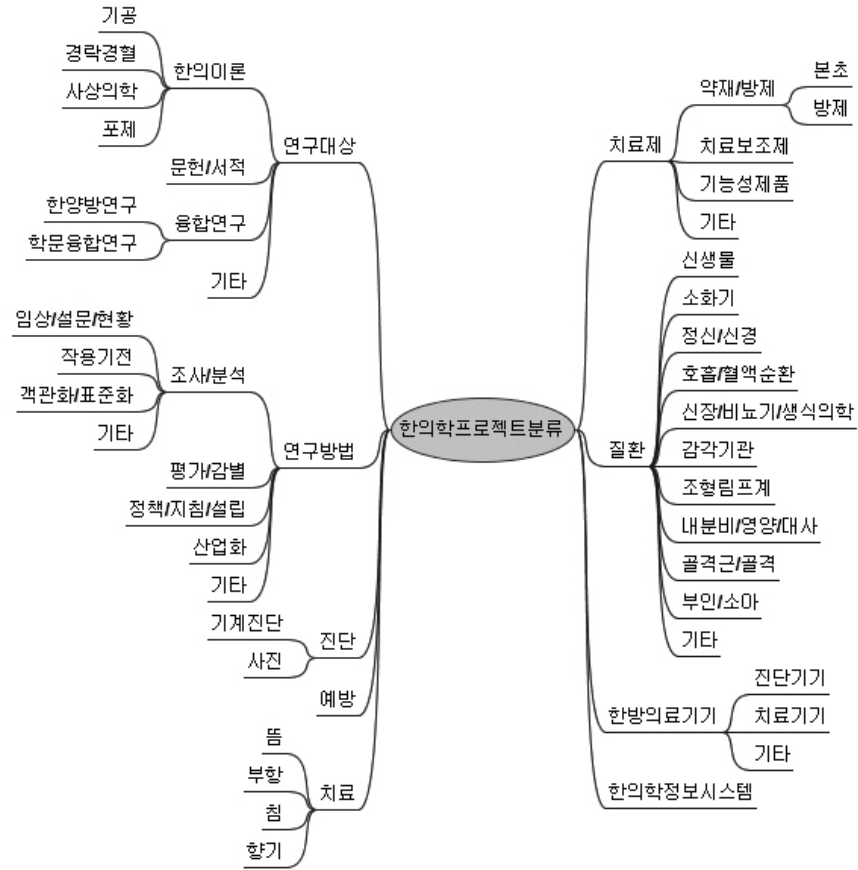 기공
경락경혈
사상의학
포제
한의이론
문헌/서적
한양방연구
학문융합연구
융합연구
기타
연구대상
임상/설문/현황
작용기전
객관화/표준화
기타
조사/분석
평가/감별
정책/지침/설립
산업화
기타
연구방법
기계진단
사진
진단
예방
뜸
부항
침
향기
치료
한의학프로젝트분류
치료제
약재/방제
본초
방제
치료보조제
기능성제품
기타
질환
신생물
소화기
정신/신경
호흡/혈액순환
신장/비뇨기/생식의학
감각기관
조형림프계
내분비/영양/대사
골격근/골격
부인/소아
기타
한방의료기기
진단기기
치료기기
기타
한의학정보시스템